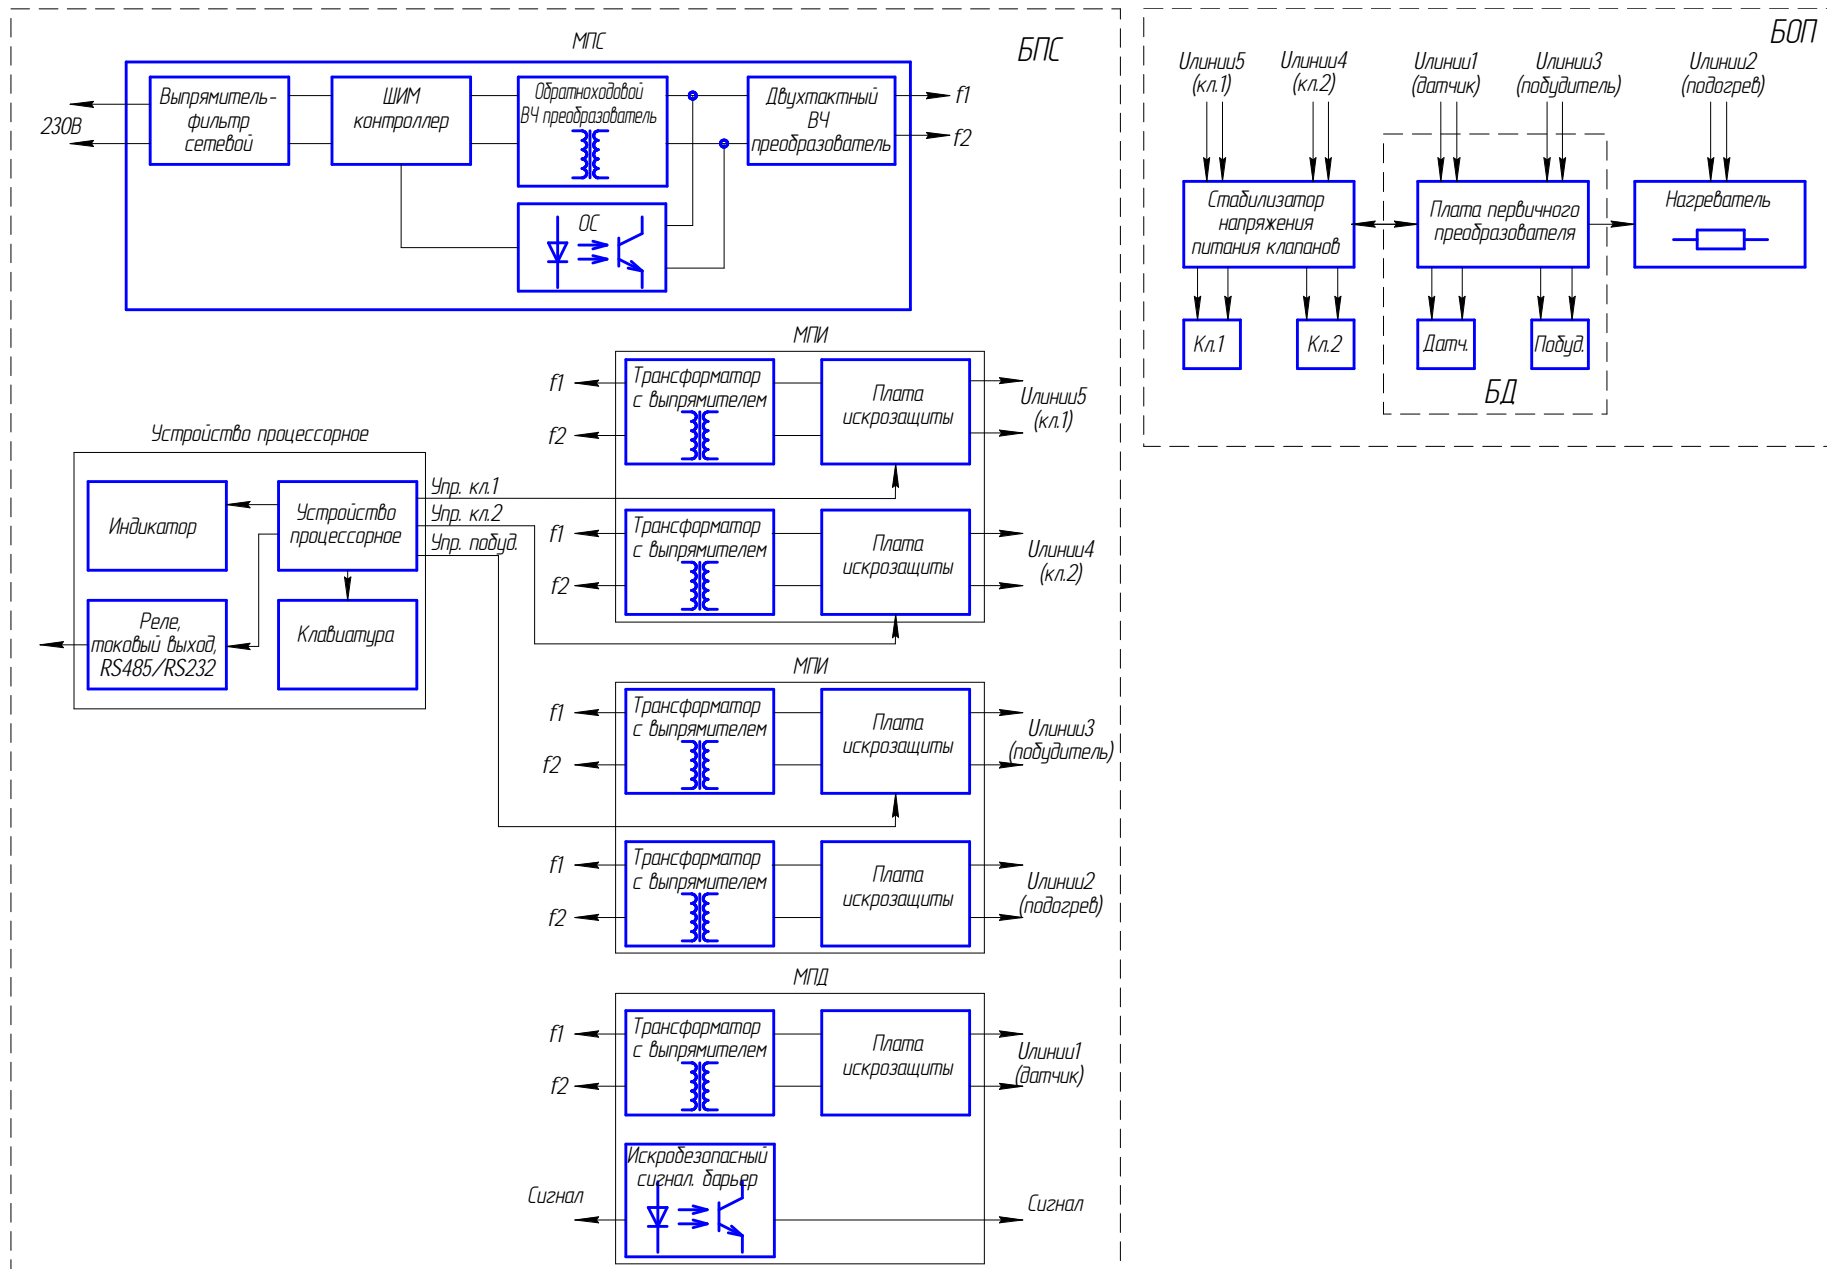 МПС
БПС
Выпрямитель-
фильтр
сетевой
ШИМ
контроллер
Обратноходовой
ВЧ преобразователь
Двухтактный
ВЧ
преобразователь
230В
f1
f2
ОС
МПИ
f1
f2
Трансформатор
с выпрямителем
Плата
искрозащиты
Uлинии5
(кл.1)
f1
f2
Трансформатор
с выпрямителем
Плата
искрозащиты
Uлинии4
(кл.2)
Устройство процессорное
Индикатор
Устройство
процессорное
Реле,
токовый выход,
RS485/RS232
Клавиатура
Упр. кл.1
Упр. кл.2
Упр. побуд.
МПИ
f1
f2
Трансформатор
с выпрямителем
Плата
искрозащиты
Uлинии3
(побудитель)
f1
f2
Трансформатор
с выпрямителем
Плата
искрозащиты
Uлинии2
(подогрев)
МПД
f1
f2
Трансформатор
с выпрямителем
Плата
искрозащиты
Uлинии1
(датчик)
Искробезопасный
сигнал. барьер
Сигнал
Сигнал
БОП
Uлинии5
(кл.1)
Uлинии4
(кл.2)
Uлинии1
(датчик)
Uлинии3
(побудитель)
Uлинии2
(подогрев)
Стабилизатор
напряжения
питания клапанов
Плата первичного
преобразователя
Нагреватель
Кл.1
Кл.2
Датч.
Побуд.
БД